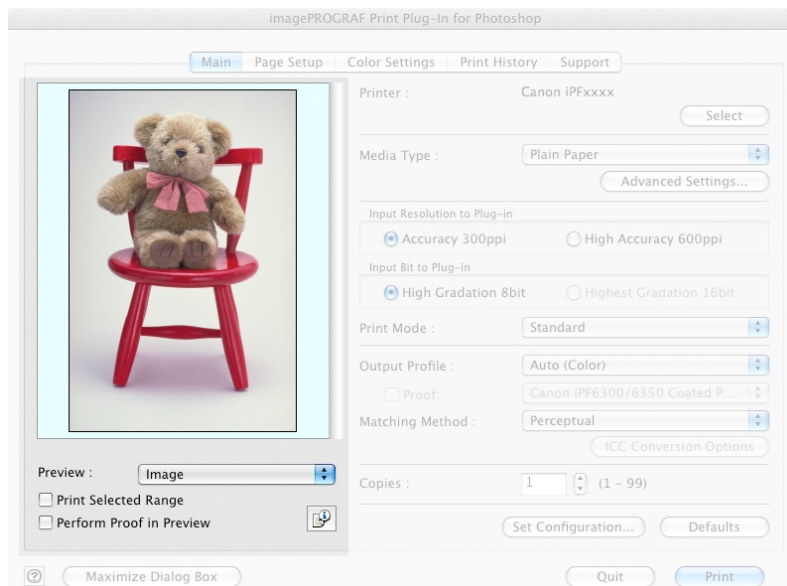 imagePROGRAF Print Plug-In for Photoshop
Main Page Setup Color Settings Print History Support
Printer : Canon iPFxxxx
Select
Media Type : Plain Paper
Advanced Settings...
Input Resolution to Plug-in
Accuracy 300ppi High Accuracy 600ppi
Input Bit to Plug-in
High Gradation 8bit Highest Gradation 16bit
Print Mode : Standard
Output Profile : Auto (Color)
Proof: Canon iPF6300/6350 Coated P...
Matching Method : Perceptual
ICC Conversion Options
Preview : Image
Print Selected Range
Perform Proof in Preview
Copies : 1 (1 – 99)
Set Configuration... Defaults
? Maximize Dialog Box Quit Print